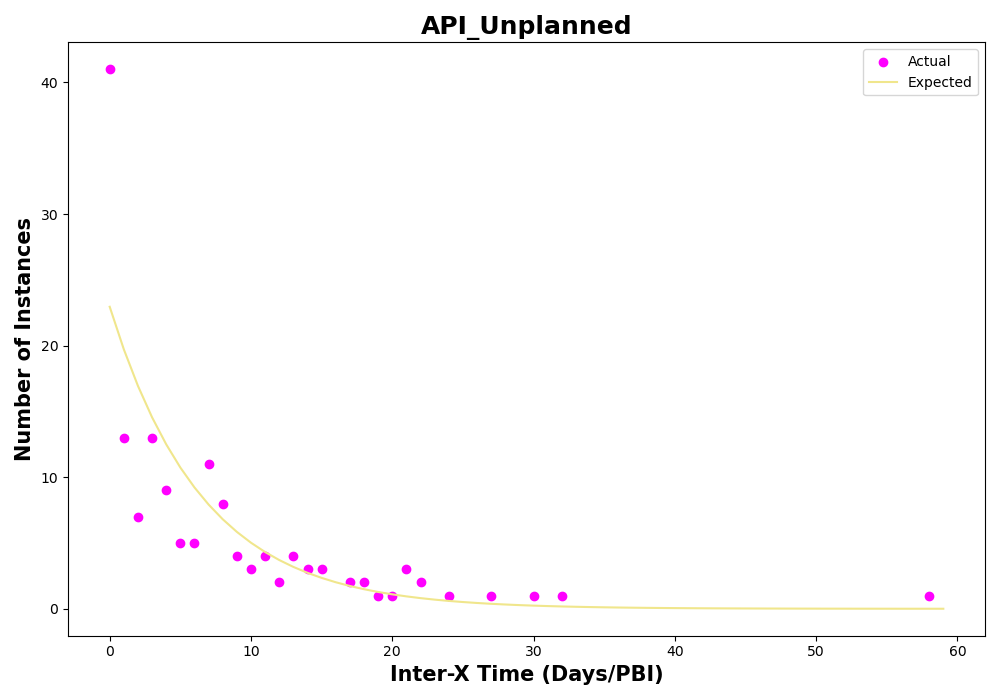 API_Unplanned
Actual
Expected
Number of Instances
40
30
20
10
0
0 10 20 30 40 50 60
Inter-X Time (Days/PBI)